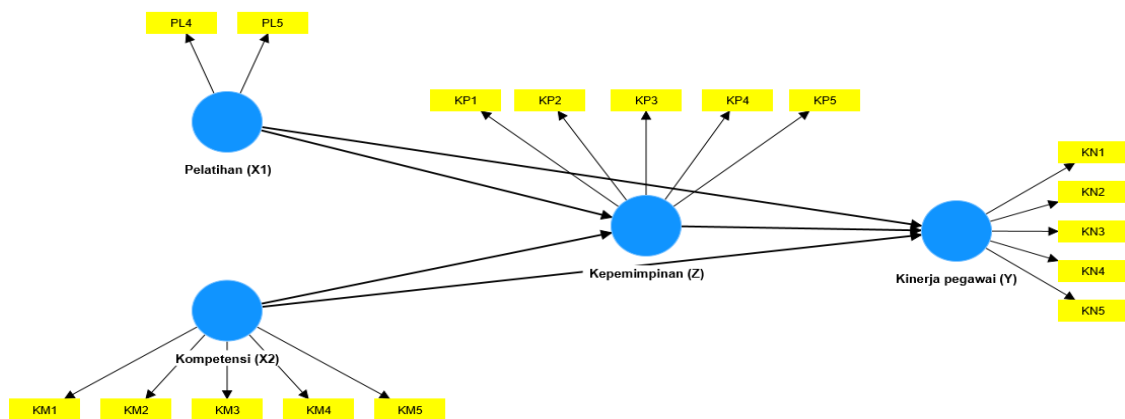 PL4
PL5
KP1
KP2
KP3
KP4
KP5
KN1
Pelatihan (X1)
KN2
KN3
KN4
Kepemimpinan (Z)
Kinerja pegawai (Y)
KN5
Kompetensi (X2)
KM1
KM2
KM3
KM4
KM5